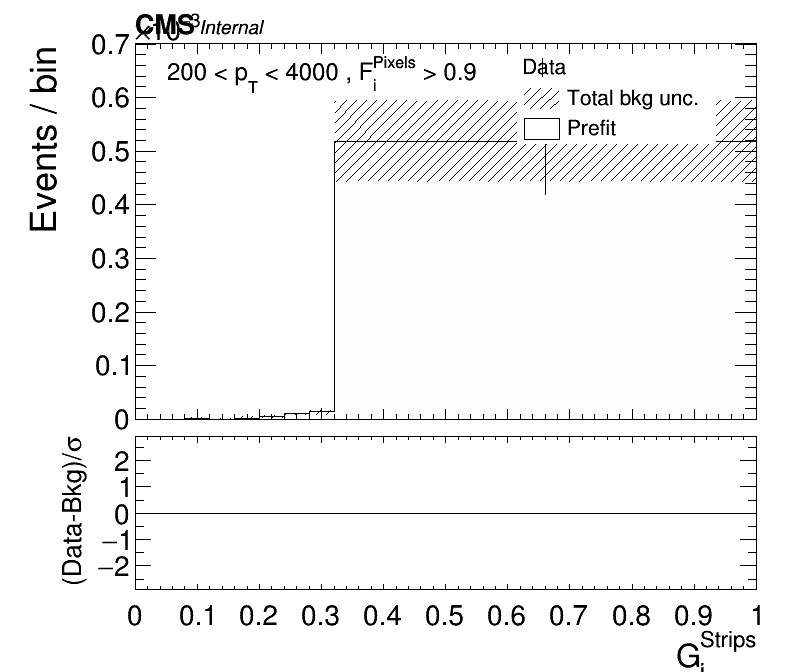 CMS Internal
×10⁻³
Events / bin
200 < p_T < 4000 , F_i^Pixels > 0.9
Data
Total bkg unc.
Prefit
0.7
0.6
0.5
0.4
0.3
0.2
0.1
0
(Data-Bkg)/σ
2
1
0
−1
−2
0 0.1 0.2 0.3 0.4 0.5 0.6 0.7 0.8 0.9 1
G_i^Strips